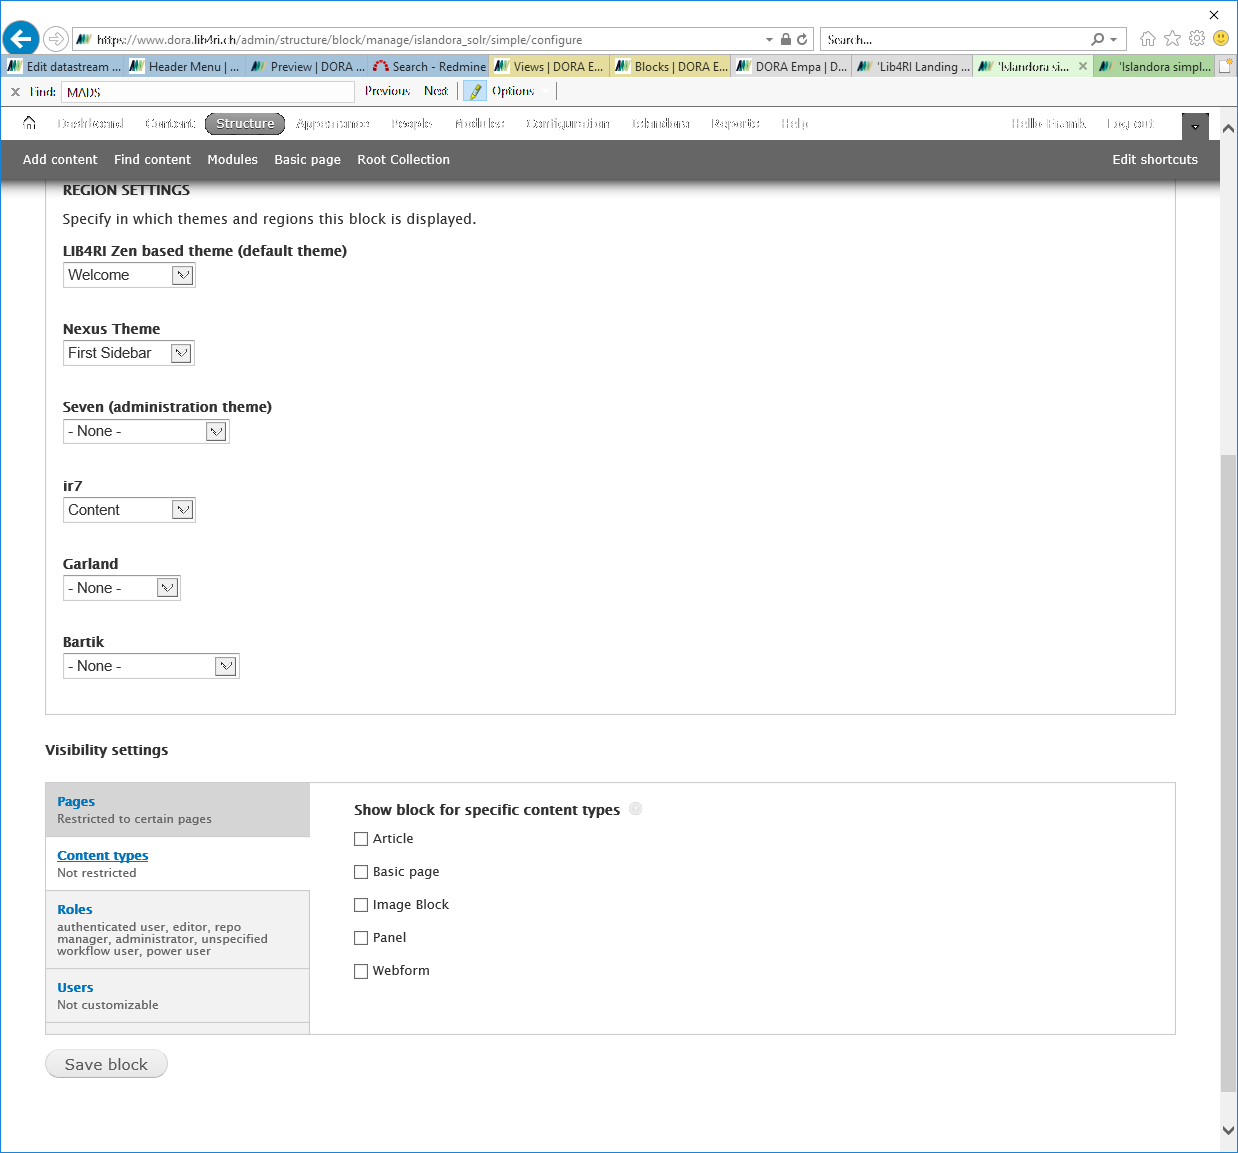 https://www.dora.lib4ri.ch/admin/structure/block/manage/islandora_solr/simple/configure
Search...
Edit datastream ...
Header Menu | ...
Preview | DORA ...
Search - Redmine
Views | DORA E...
Blocks | DORA E...
DORA Empa | D...
'Lib4RI Landing ...
'Islandora si...
'Islandora simpl...
Find: MADS
Previous Next Options
Dashboard Content Structure Appearance People Modules Configuration Islandora Reports Help Hello Frank Log out
Add content Find content Modules Basic page Root Collection Edit shortcuts
REGION SETTINGS
Specify in which themes and regions this block is displayed.
LIB4RI Zen based theme (default theme)
Welcome
Nexus Theme
First Sidebar
Seven (administration theme)
- None -
ir7
Content
Garland
- None -
Bartik
- None -
Visibility settings
Pages
Restricted to certain pages
Content types
Not restricted
Roles
authenticated user, editor, repo
manager, administrator, unspecified
workflow user, power user
Users
Not customizable
Show block for specific content types
Article
Basic page
Image Block
Panel
Webform
Save block